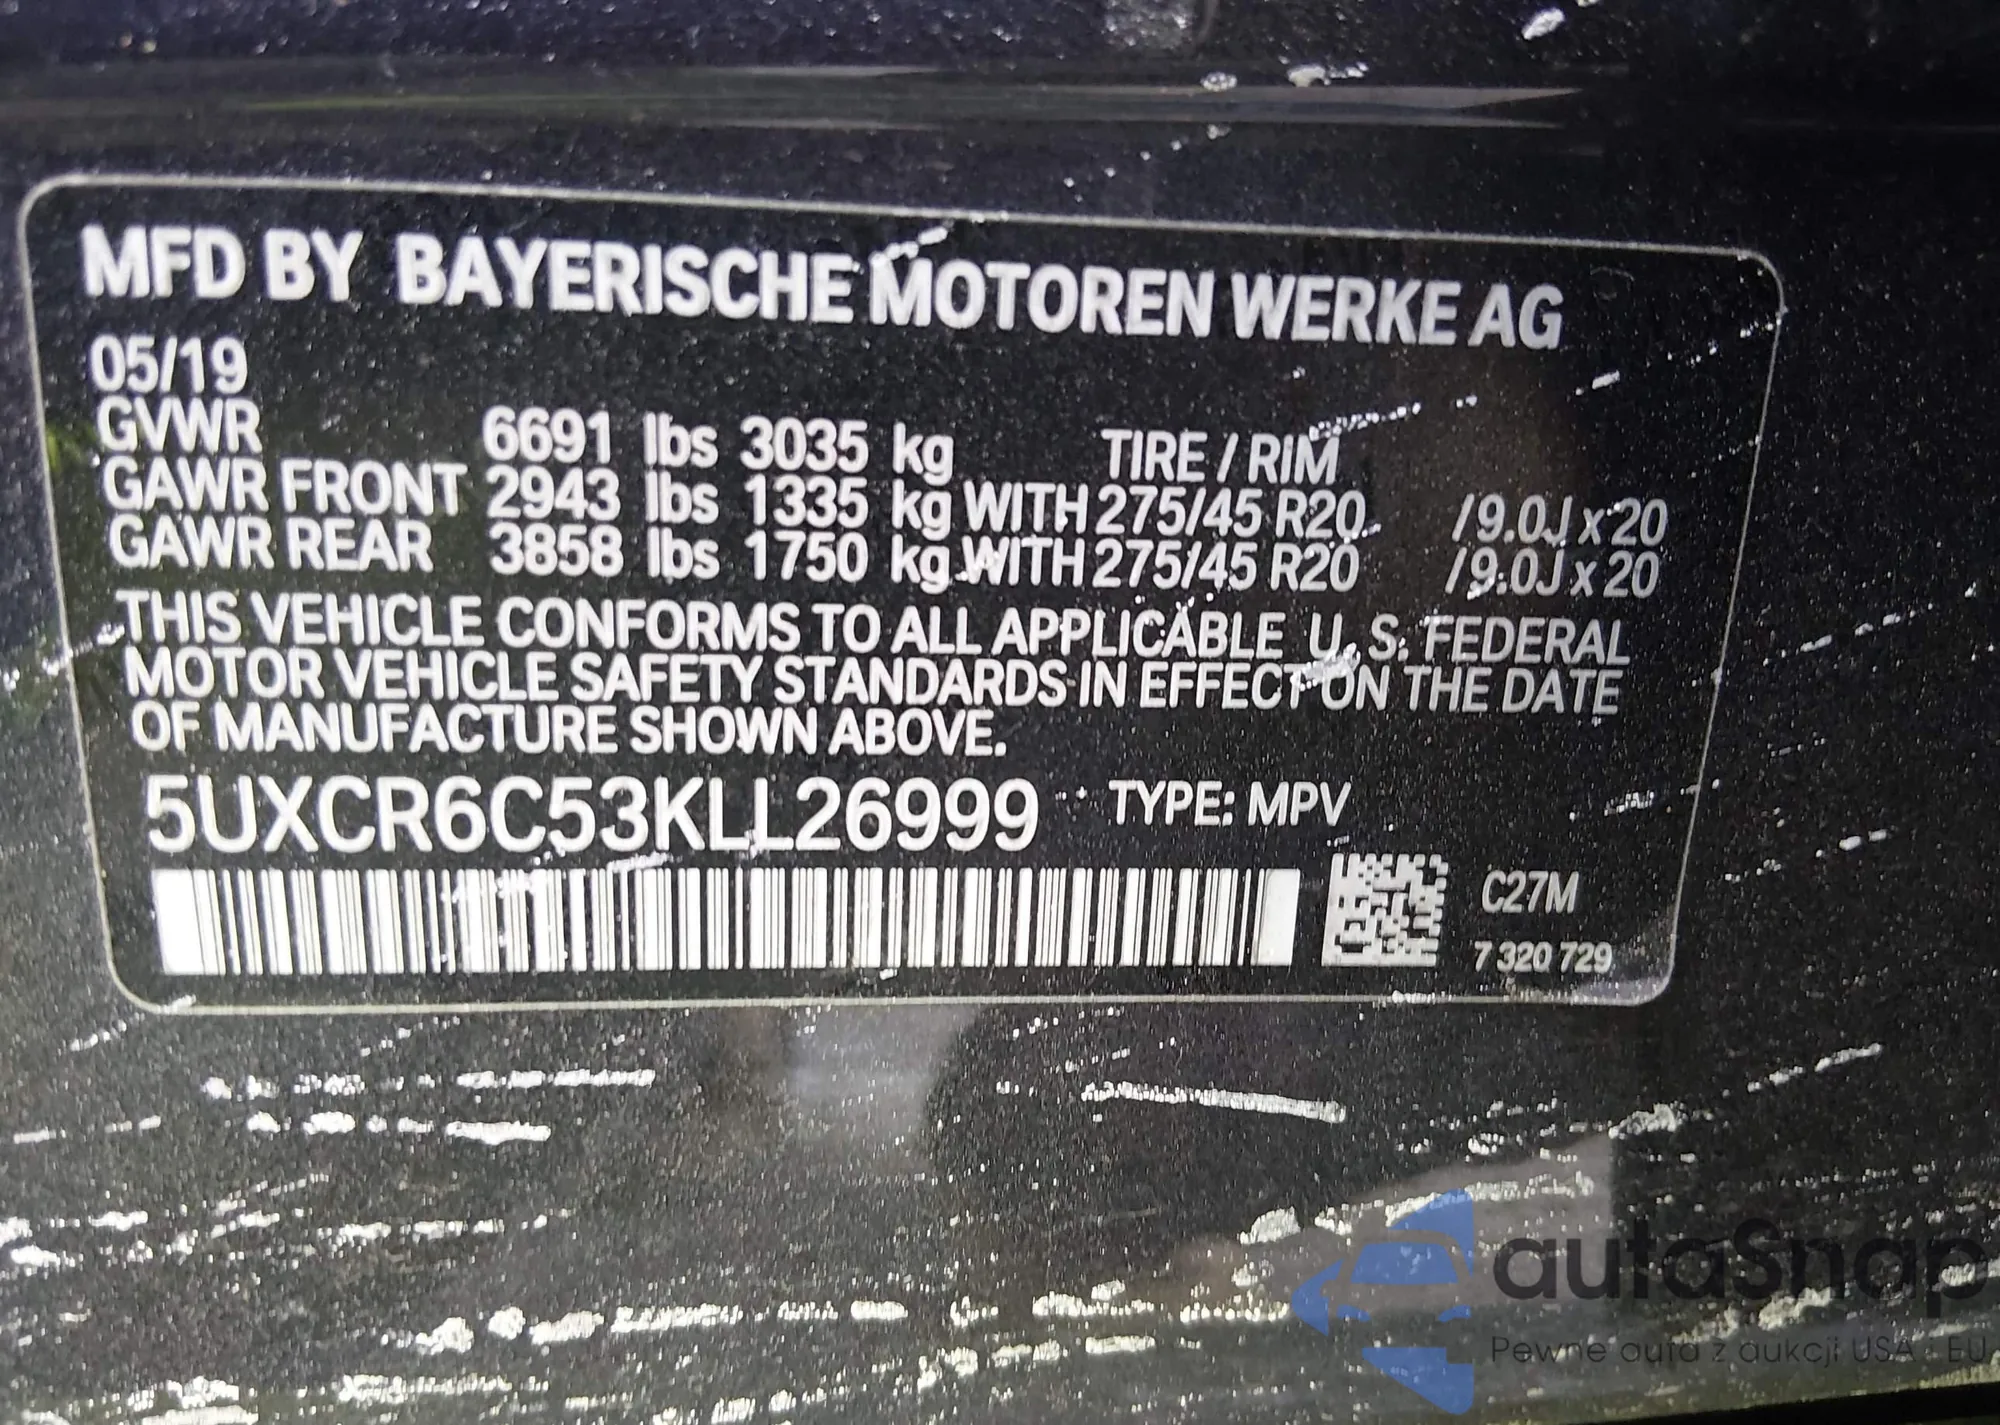 MFD BY BAYERISCHE MOTOREN WERKE AG
05/19
GVWR 6691 lbs 3035 kg TIRE / RIM
GAWR FRONT 2943 lbs 1335 kg WITH 275/45 R20 /9.0J x 20
GAWR REAR 3858 lbs 1750 kg WITH 275/45 R20 /9.0J x 20
THIS VEHICLE CONFORMS TO ALL APPLICABLE U.S. FEDERAL
MOTOR VEHICLE SAFETY STANDARDS IN EFFECT ON THE DATE
OF MANUFACTURE SHOWN ABOVE.
5UXCR6C53KLL26999 TYPE: MPV
C27M
7 320 729
autaSnap
Pewne auta z aukcji USA i EU